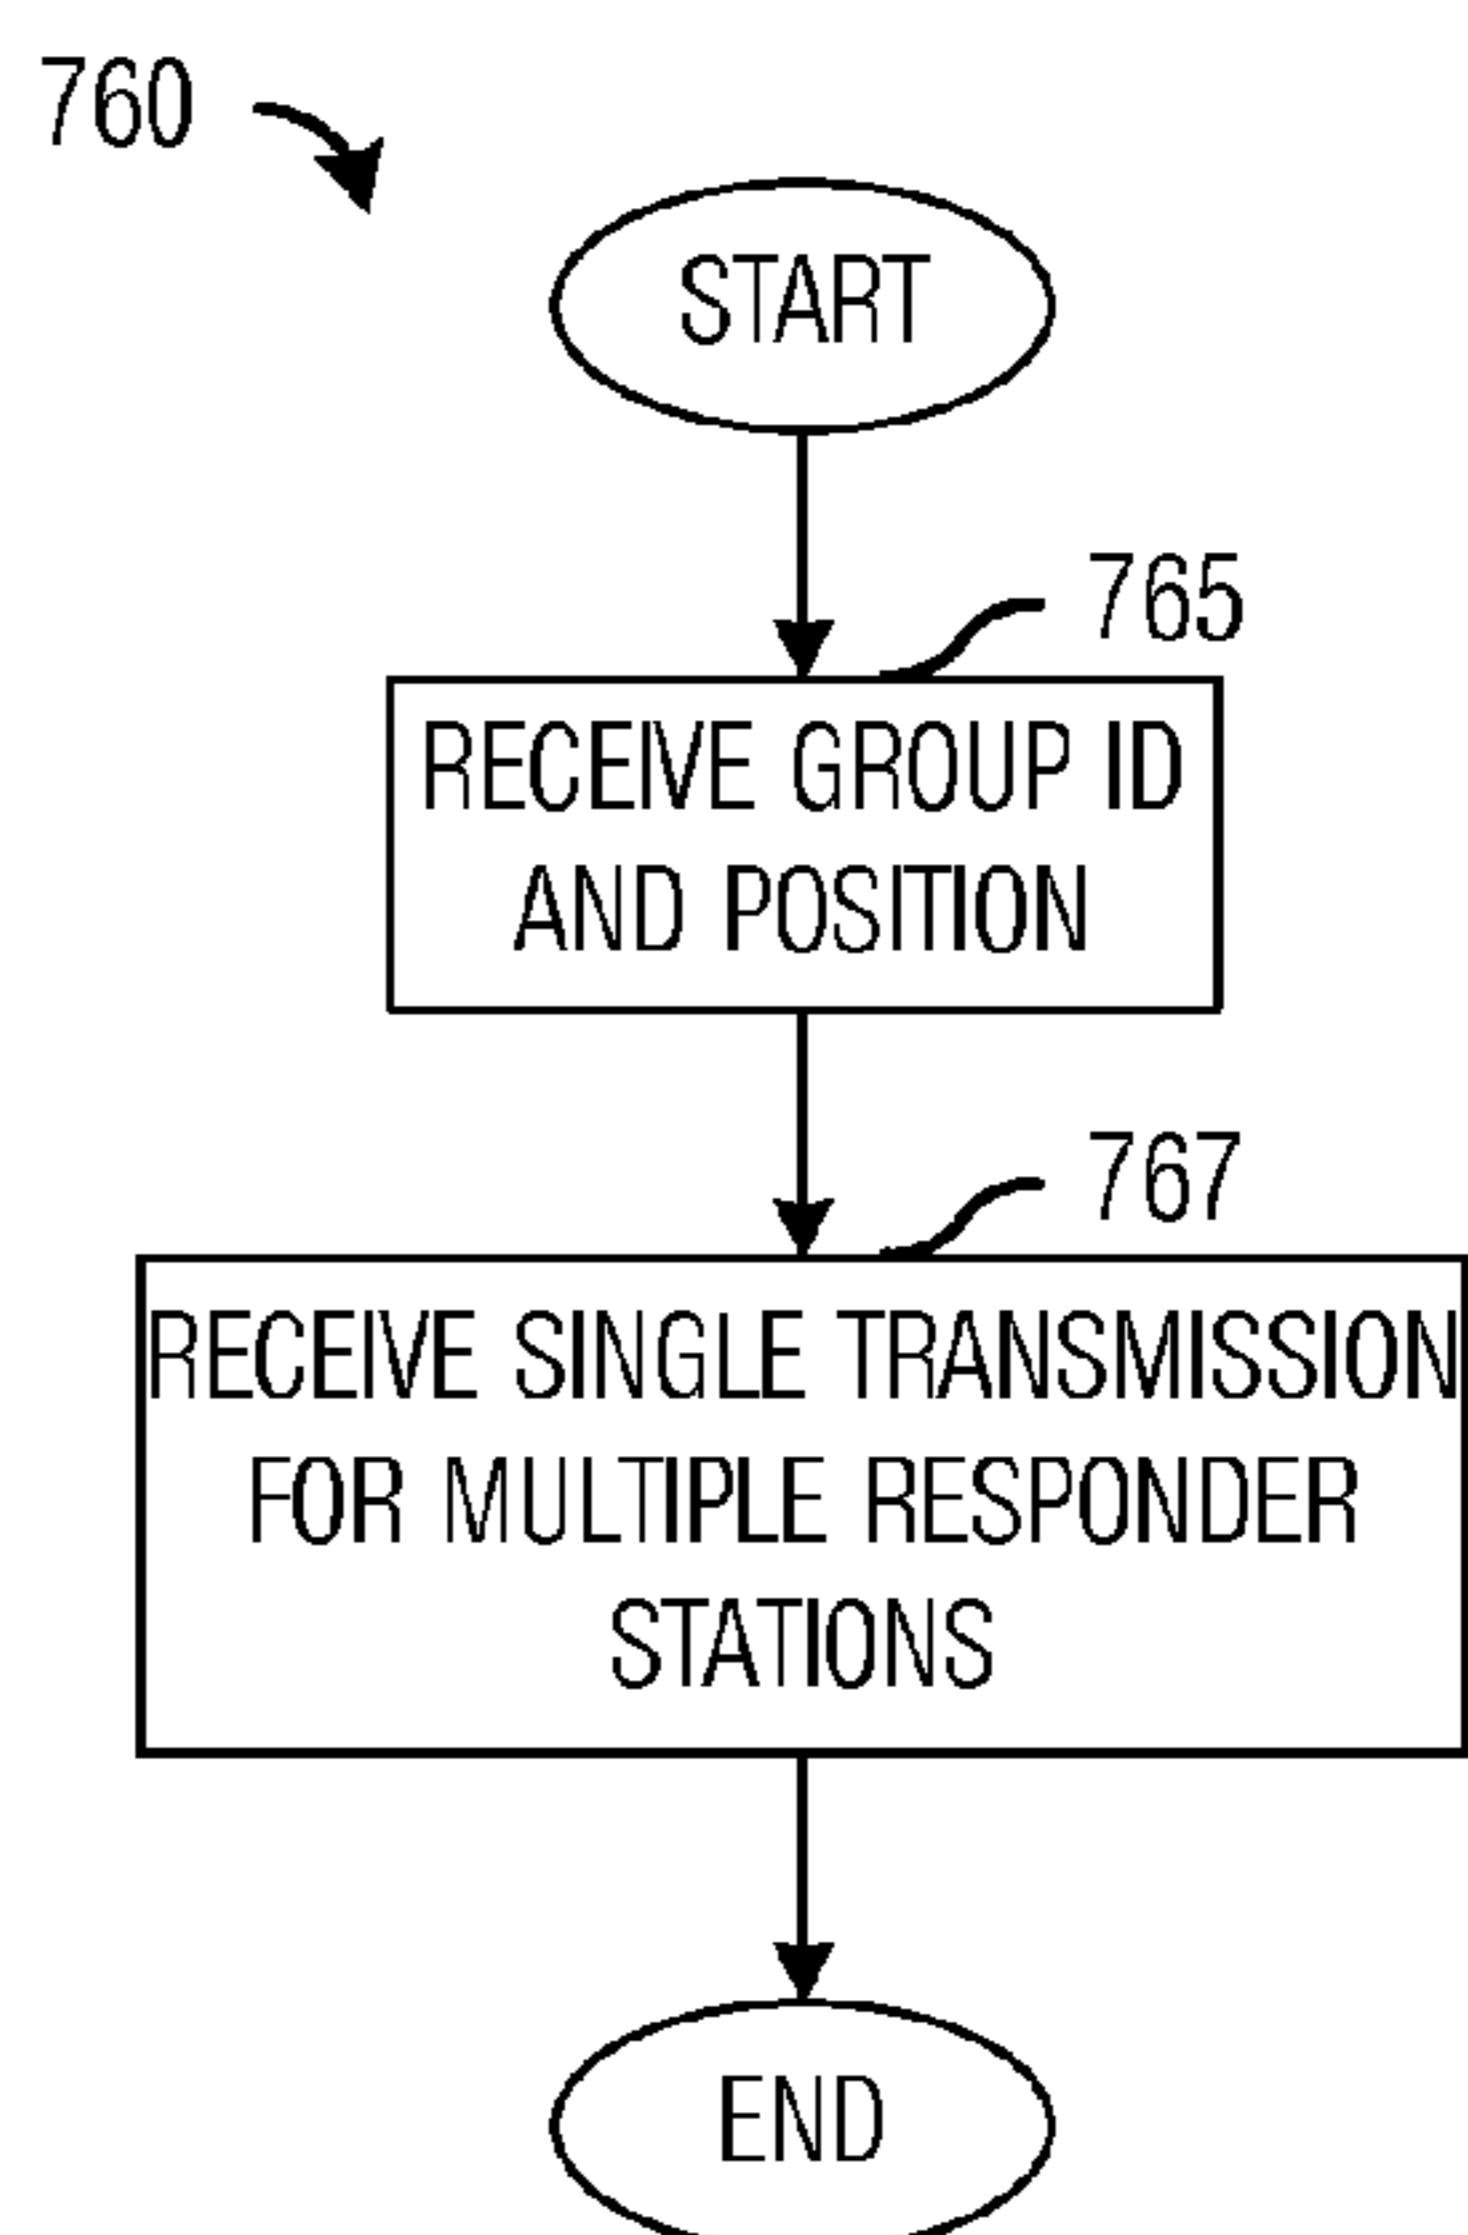 760
START
765
RECEIVE GROUP ID
AND POSITION
767
RECEIVE SINGLE TRANSMISSION
FOR MULTIPLE RESPONDER
STATIONS
END